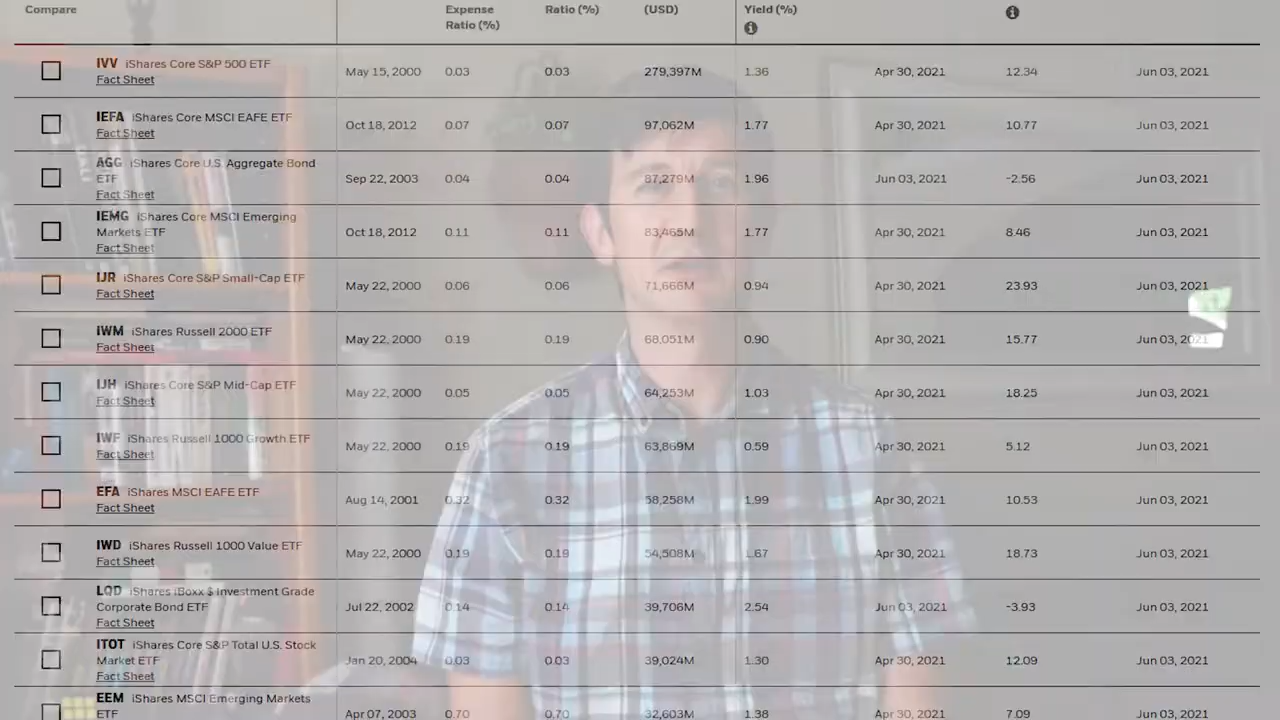 Compare
Expense
Ratio (%)
Ratio (%)
(USD)
Yield (%)
IVV iShares Core S&P 500 ETF
Fact Sheet
May 15, 2000 0.03 0.03 279,397M 1.36 Apr 30, 2021 12.34 Jun 03, 2021
IEFA iShares Core MSCI EAFE ETF
Fact Sheet
Oct 18, 2012 0.07 0.07 97,062M 1.77 Apr 30, 2021 10.77 Jun 03, 2021
AGG iShares Core U.S. Aggregate Bond
ETF
Fact Sheet
Sep 22, 2003 0.04 0.04 87,279M 1.96 Jun 03, 2021 -2.56 Jun 03, 2021
IEMG iShares Core MSCI Emerging
Markets ETF
Fact Sheet
Oct 18, 2012 0.11 0.11 83,465M 1.77 Apr 30, 2021 8.46 Jun 03, 2021
IJR iShares Core S&P Small-Cap ETF
Fact Sheet
May 22, 2000 0.06 0.06 71,666M 0.94 Apr 30, 2021 23.93 Jun 03, 2021
IWM iShares Russell 2000 ETF
Fact Sheet
May 22, 2000 0.19 0.19 68,051M 0.90 Apr 30, 2021 15.77 Jun 03, 2021
IJH iShares Core S&P Mid-Cap ETF
Fact Sheet
May 22, 2000 0.05 0.05 64,253M 1.03 Apr 30, 2021 18.25 Jun 03, 2021
IWF iShares Russell 1000 Growth ETF
Fact Sheet
May 22, 2000 0.19 0.19 63,869M 0.59 Apr 30, 2021 5.12 Jun 03, 2021
EFA iShares MSCI EAFE ETF
Fact Sheet
Aug 14, 2001 0.32 0.32 58,258M 1.99 Apr 30, 2021 10.53 Jun 03, 2021
IWD iShares Russell 1000 Value ETF
Fact Sheet
May 22, 2000 0.19 0.19 54,508M 1.67 Apr 30, 2021 18.73 Jun 03, 2021
LQD iShares iBoxx $ Investment Grade
Corporate Bond ETF
Fact Sheet
Jul 22, 2002 0.14 0.14 39,706M 2.54 Jun 03, 2021 -3.93 Jun 03, 2021
ITOT iShares Core S&P Total U.S. Stock
Market ETF
Fact Sheet
Jan 20, 2004 0.03 0.03 39,024M 1.30 Apr 30, 2021 12.09 Jun 03, 2021
EEM iShares MSCI Emerging Markets
ETF
Apr 07, 2003 0.70 0.70 32,603M 1.38 Apr 30, 2021 7.09 Jun 03, 2021